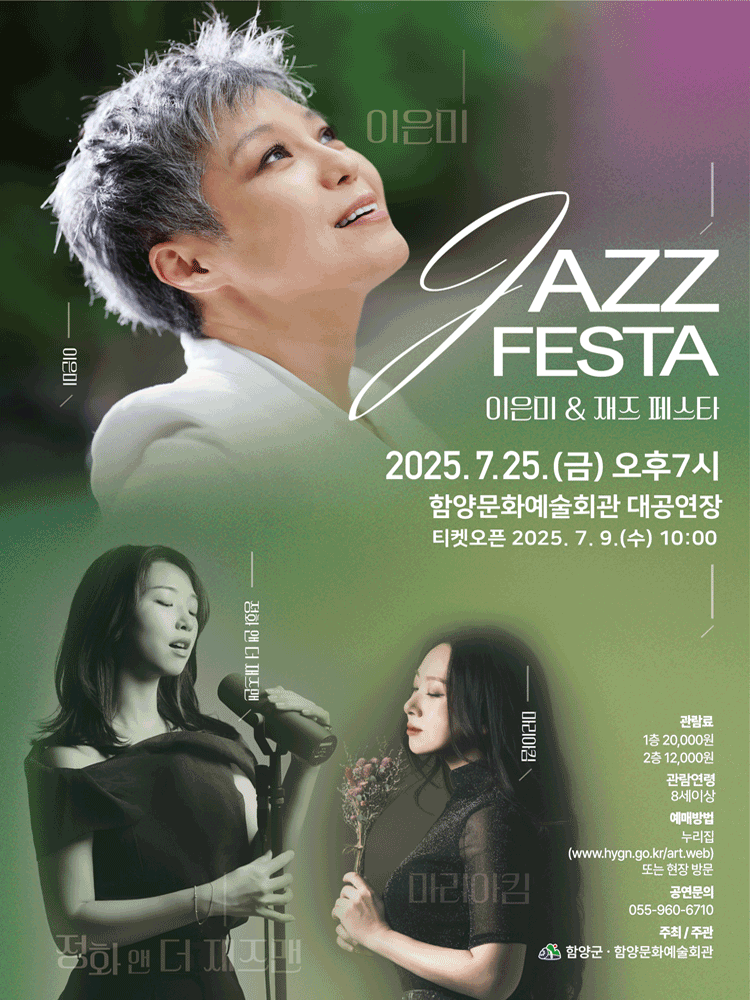 이은미
JAZZ
FESTA
이은미
이은미 & 재즈 페스타
2025. 7. 25. (금) 오후7시
함양문화예술회관 대공연장
티켓오픈 2025. 7. 9.(수) 10:00
정화 앤 더 재즈맨
마리아킴
관람료
1층 20,000원
2층 12,000원
관람연령
8세이상
예매방법
누리집
(www.hygn.go.kr/art.web)
또는 현장 방문
공연문의
055-960-6710
주최 / 주관
함양군 · 함양문화예술회관
마리아킴
정화 앤 더 재즈맨